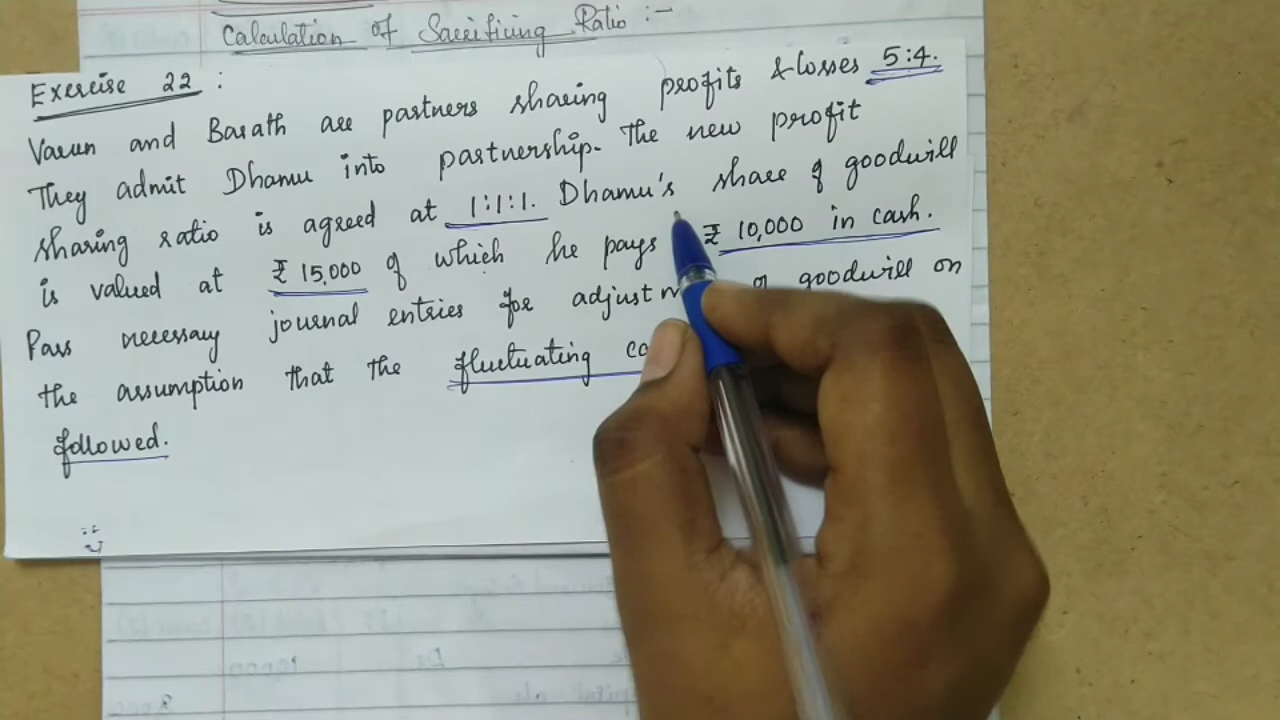 Calculation of Sacrificing Ratio :-
Exercise 22 :
Varun and Barath are partners sharing profits & losses 5:4.
They admit Dhamu into partnership. The new profit
sharing ratio is agreed at 1:1:1. Dhamu's share of goodwill
is valued at ₹ 15,000 of which he pays ₹ 10,000 in cash.
Pass necessary journal entries for of goodwill on
the assumption that the fluctuating
followed.